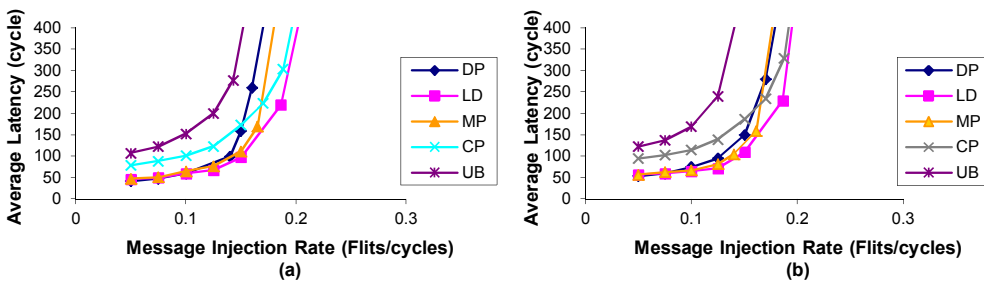 Average Latency (cycle)
400
350
300
250
200
150
100
50
0
0
0.1
0.2
0.3
Message Injection Rate (Flits/cycles)
(a)
DP
LD
MP
CP
UB
Average Latency (cycle)
400
350
300
250
200
150
100
50
0
0
0.1
0.2
0.3
Message Injection Rate (Flits/cycles)
(b)
DP
LD
MP
CP
UB